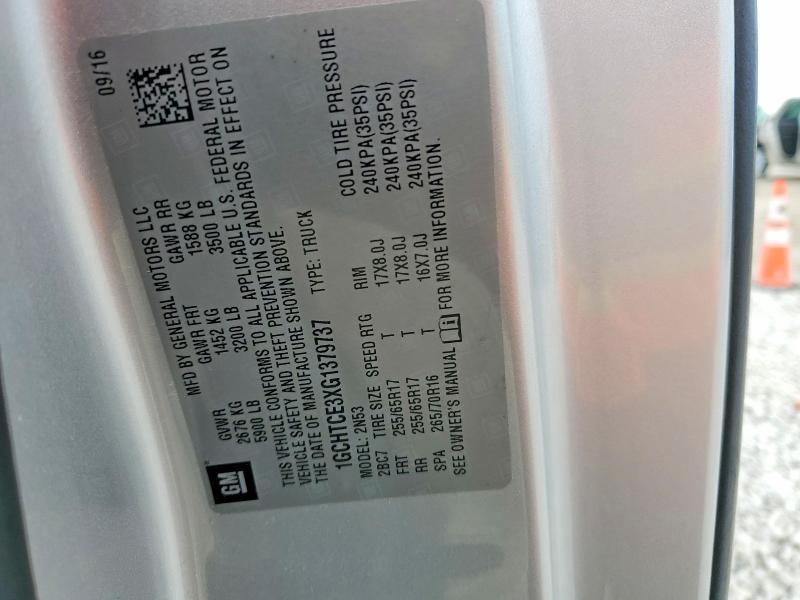 09/16
MFD BY GENERAL MOTORS LLC
GVWR GAWR FRT GAWR RR
2676 KG 1452 KG 1588 KG
5900 LB 3200 LB 3500 LB
GM
THIS VEHICLE CONFORMS TO ALL APPLICABLE U.S. FEDERAL MOTOR
VEHICLE SAFETY AND THEFT PREVENTION STANDARDS IN EFFECT ON
THE DATE OF MANUFACTURE SHOWN ABOVE.
1GCHTCE3XG1379737 TYPE: TRUCK
MODEL: 2N53
2BC7 TIRE SIZE SPEED RTG RIM COLD TIRE PRESSURE
FRT 255/65R17 T 17X8.0J 240KPA(35PSI)
RR 255/65R17 T 17X8.0J 240KPA(35PSI)
SPA 265/70R16 T 16X7.0J 240KPA(35PSI)
SEE OWNER'S MANUAL FOR MORE INFORMATION.